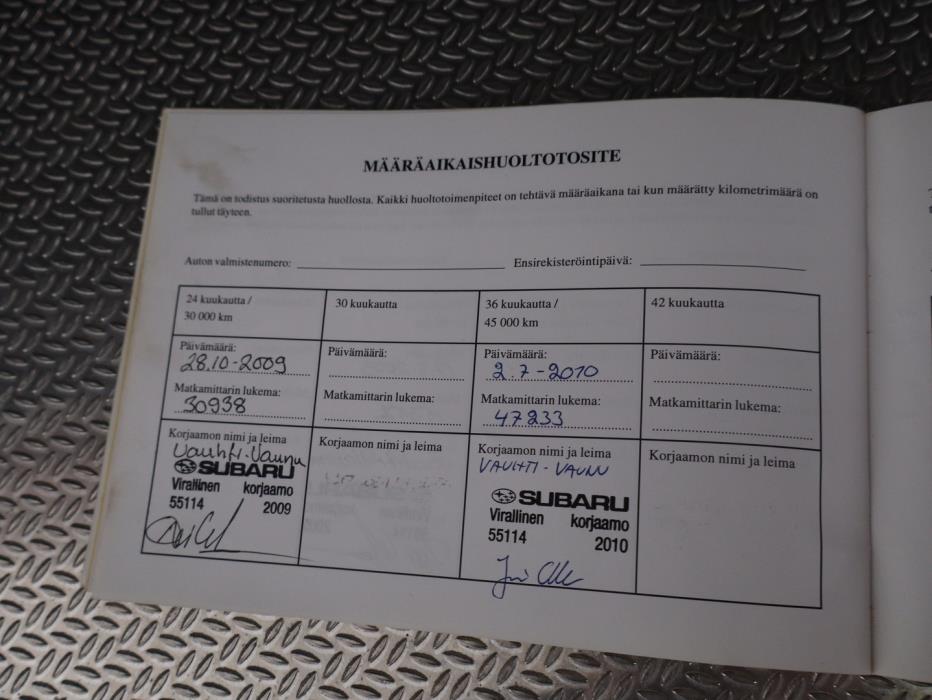 MÄÄRÄAIKAISHUOLTOTOSITE
Tämä on todistus suoritetusta huollosta. Kaikki huoltotoimenpiteet on tehtävä määräaikana tai kun määrätty kilometrimäärä on
tullut täyteen.
Auton valmistenumero: Ensirekisteröintipäivä:
24 kuukautta /
30 000 km
Päivämäärä:
28.10-2009
Matkamittarin lukema:
30938
Korjaamon nimi ja leima
Vauhti-Vaunu
SUBARU
Virallinen korjaamo
55114 2009
30 kuukautta
Päivämäärä:
Matkamittarin lukema:
Korjaamon nimi ja leima
36 kuukautta /
45 000 km
Päivämäärä:
2.7-2010
Matkamittarin lukema:
47233
Korjaamon nimi ja leima
VAUHTI-VAUNU
SUBARU
Virallinen korjaamo
55114 2010
42 kuukautta
Päivämäärä:
Matkamittarin lukema:
Korjaamon nimi ja leima